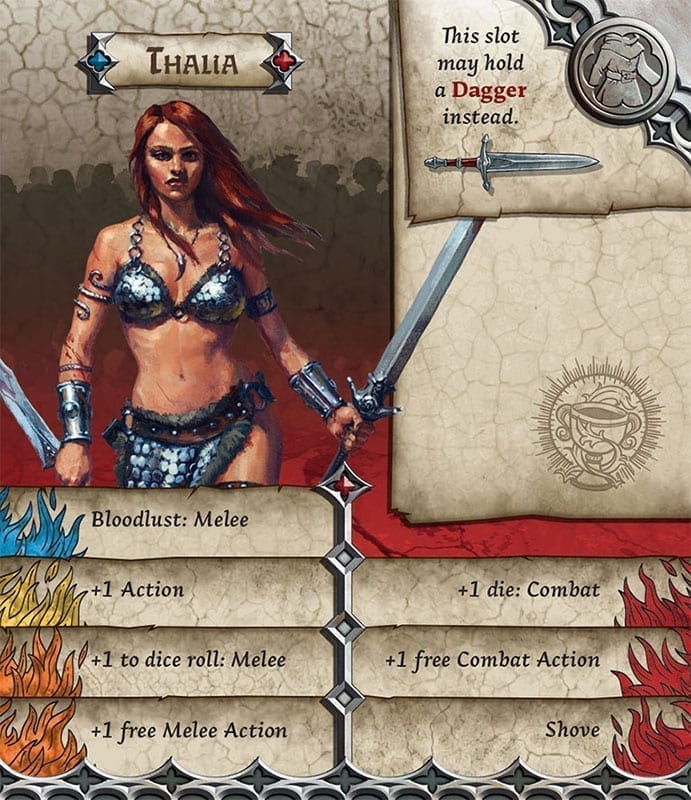 Thalia
This slot
may hold
a Dagger
instead.
Bloodlust: Melee
+1 Action
+1 to dice roll: Melee
+1 free Melee Action
+1 die: Combat
+1 free Combat Action
Shove